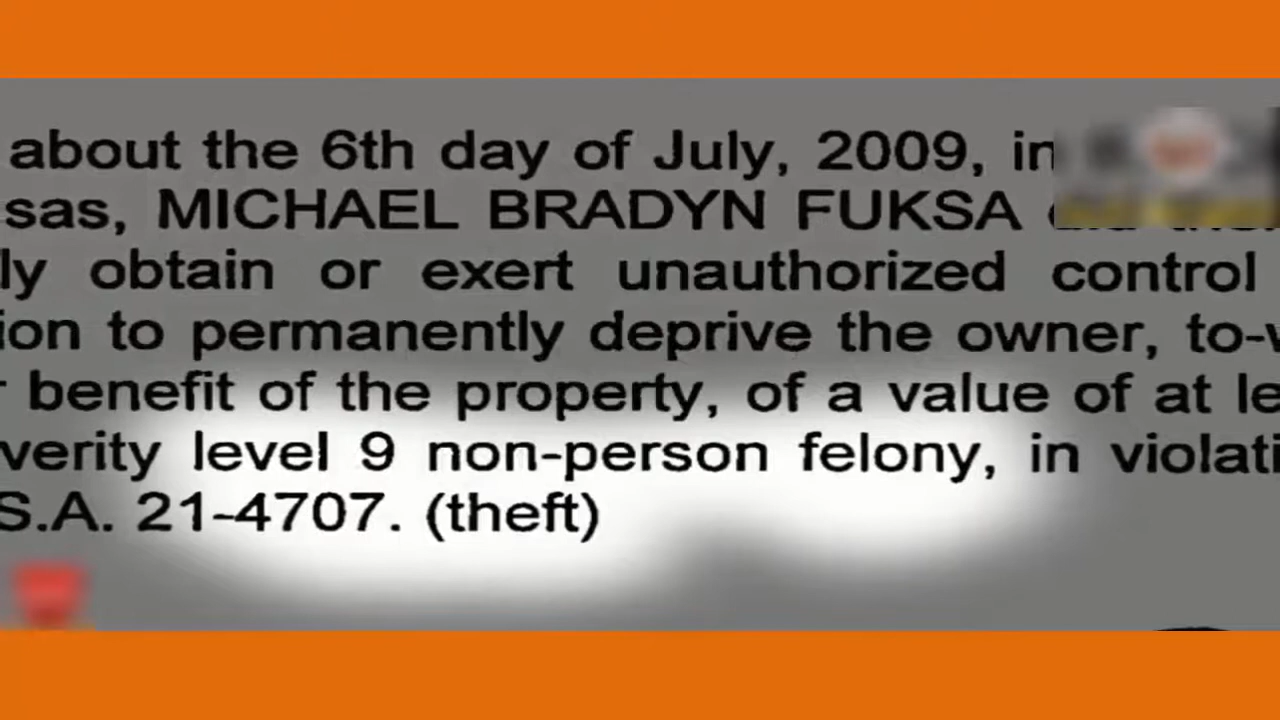 about the 6th day of July, 2009, in
sas, MICHAEL BRADYN FUKSA
ly obtain or exert unauthorized control
ion to permanently deprive the owner, to-w
r benefit of the property, of a value of at le
verity level 9 non-person felony, in violati
S.A. 21-4707. (theft)